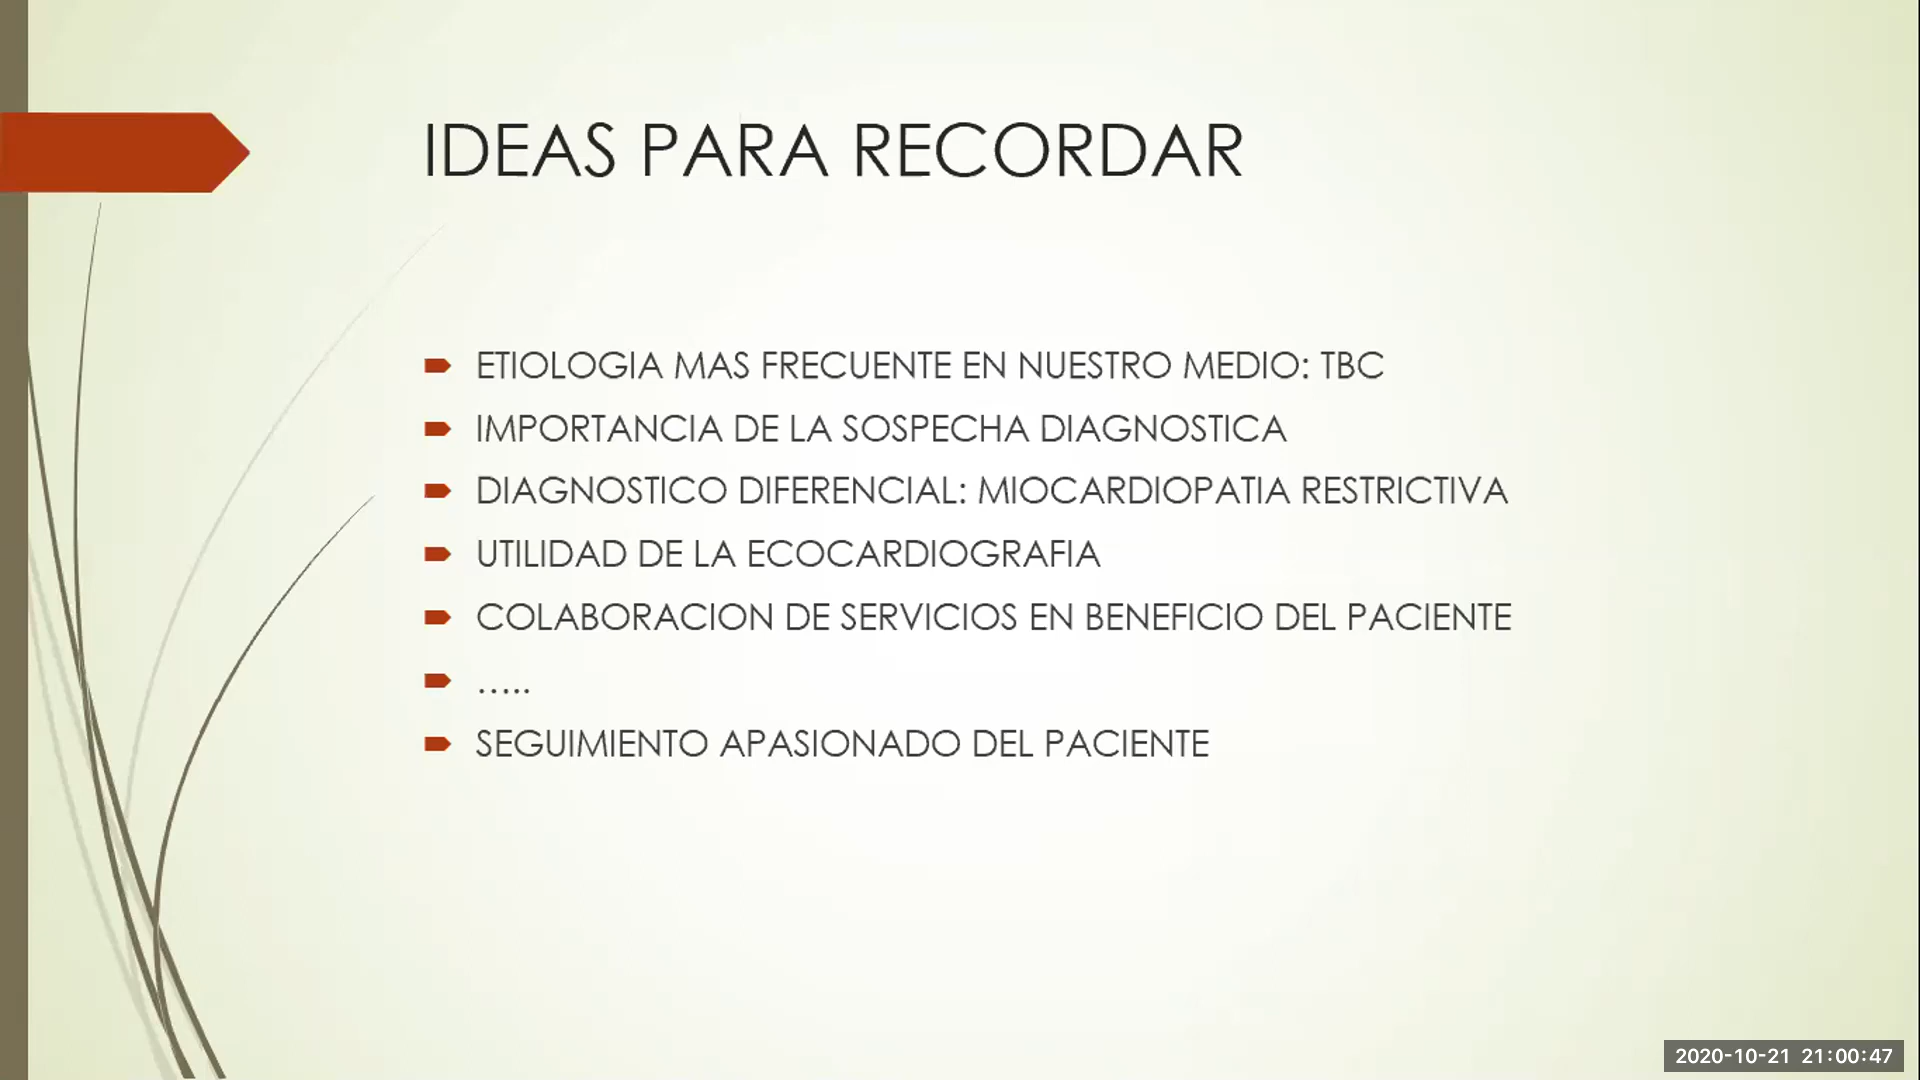 IDEAS PARA RECORDAR
ETIOLOGIA MAS FRECUENTE EN NUESTRO MEDIO: TBC
IMPORTANCIA DE LA SOSPECHA DIAGNOSTICA
DIAGNOSTICO DIFERENCIAL: MIOCARDIOPATIA RESTRICTIVA
UTILIDAD DE LA ECOCARDIOGRAFIA
COLABORACION DE SERVICIOS EN BENEFICIO DEL PACIENTE
.....
SEGUIMIENTO APASIONADO DEL PACIENTE
2020-10-21 21:00:47